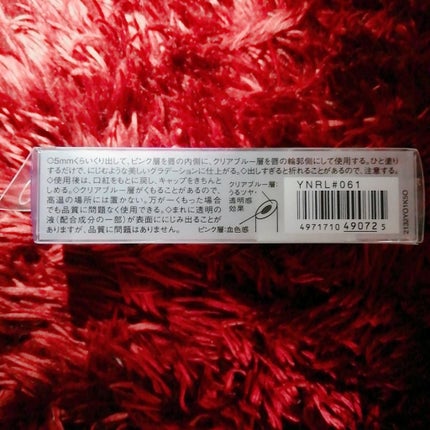 ◇5mmくらいくり出して、ピンク層を唇の内側に、クリアブルー層を唇の輪郭側にして使用する。ひと塗り
するだけで、にじむような美しいグラデーションに仕上がる。◇出しすぎると折れることがあるので、注意する。
◇使用後は、口紅をもとに戻し、キャップをきちんと
しめる。◇クリアブルー層がくもることがあるので、
高温の場所には置かない。万が一くもった場合で
も品質に問題なく使用できる。◇まれに透明の
液(配合成分の一部)が表面ににじみ出ることが
ありますが、品質に問題はありません。
クリアブルー層:
うるツヤ・
透明感
効果
ピンク層:血色感
YNRL#061
4971710 49072 5
2132YO1KSO